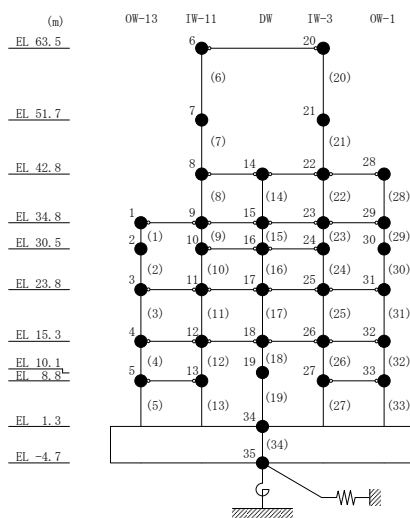 (m) OW-13 IW-11 DW IW-3 OW-1
EL 63.5 6 20
(6) (20)
EL 51.7 7 21
(7) (21)
EL 42.8 8 14 22 28
(8) (14) (22) (28)
EL 34.8 1 9 15 23 29
(1) (9) (15) (23) (29)
EL 30.5 2 10 16 24 30
(2) (10) (16) (24) (30)
EL 23.8 3 11 17 25 31
(3) (11) (17) (25) (31)
EL 15.3 4 12 18 26 32
(4) (12) (18) (26) (32)
EL 10.1 19
EL 8.8 5 13 27 33
(5) (13) (19) (27) (33)
EL 1.3 34
(34)
EL -4.7 35